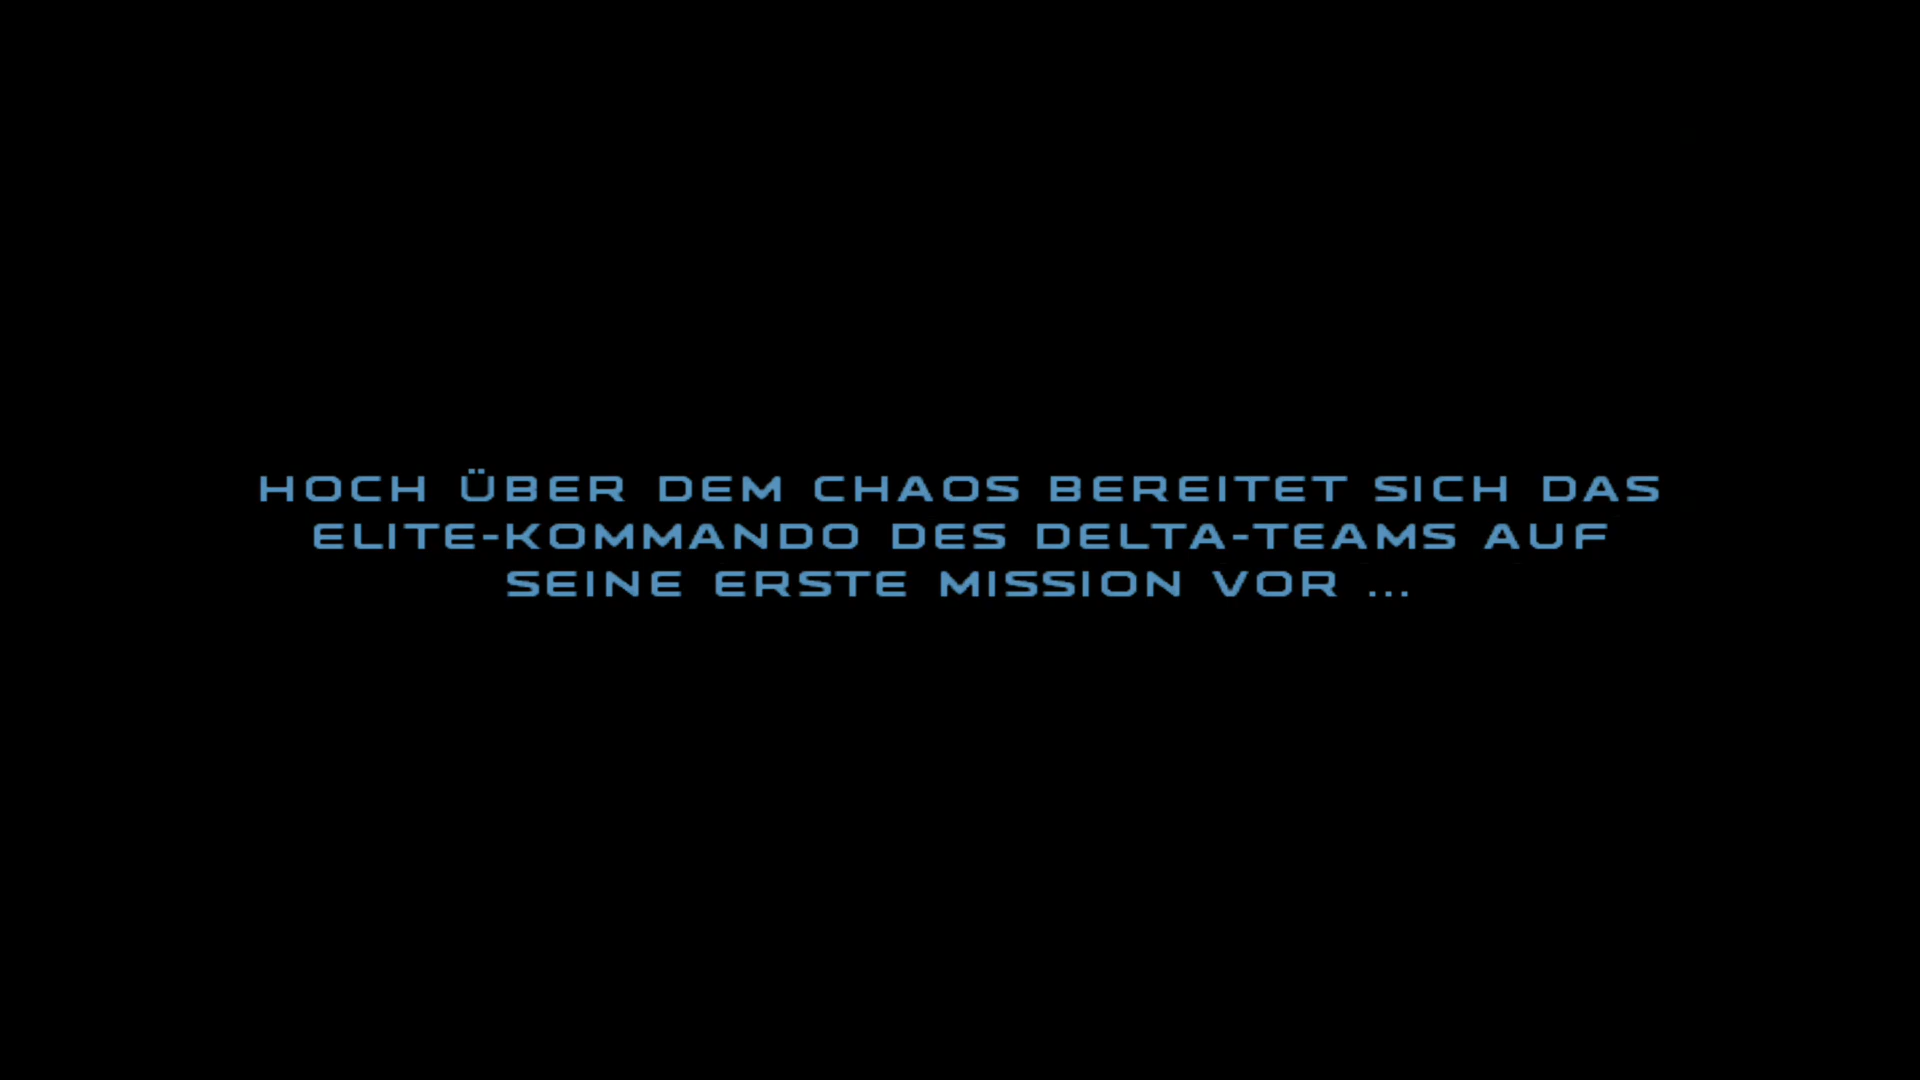 HOCH ÜBER DEM CHAOS BEREITET SICH DAS
ELITE-KOMMANDO DES DELTA-TEAMS AUF
SEINE ERSTE MISSION VOR ...